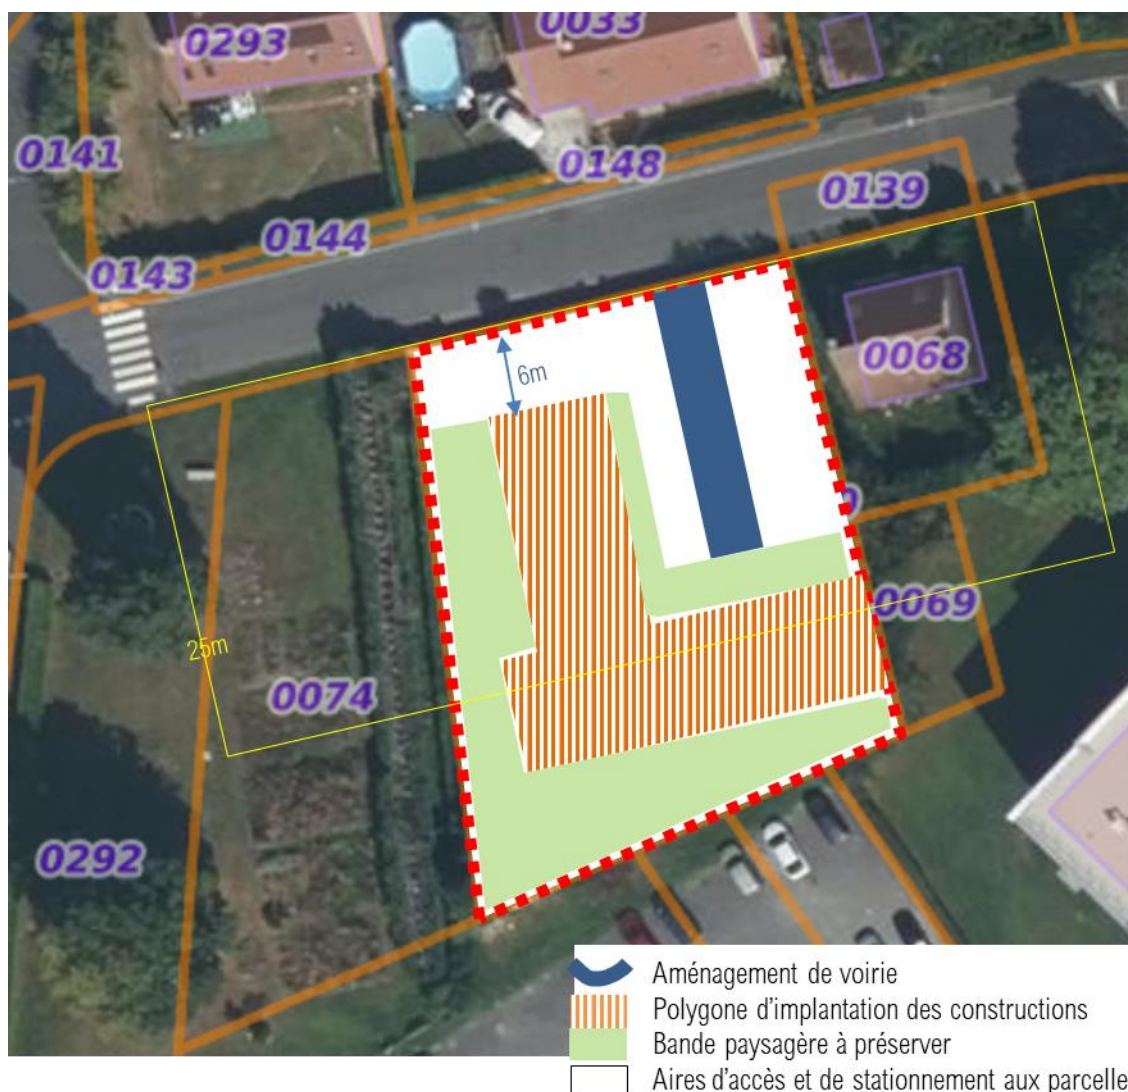 0293
0033
0141
0148
0139
0144
0143
0068
6m
0069
25m
0074
0292
Aménagement de voirie
Polygone d'implantation des constructions
Bande paysagère à préserver
Aires d'accès et de stationnement aux parcelle